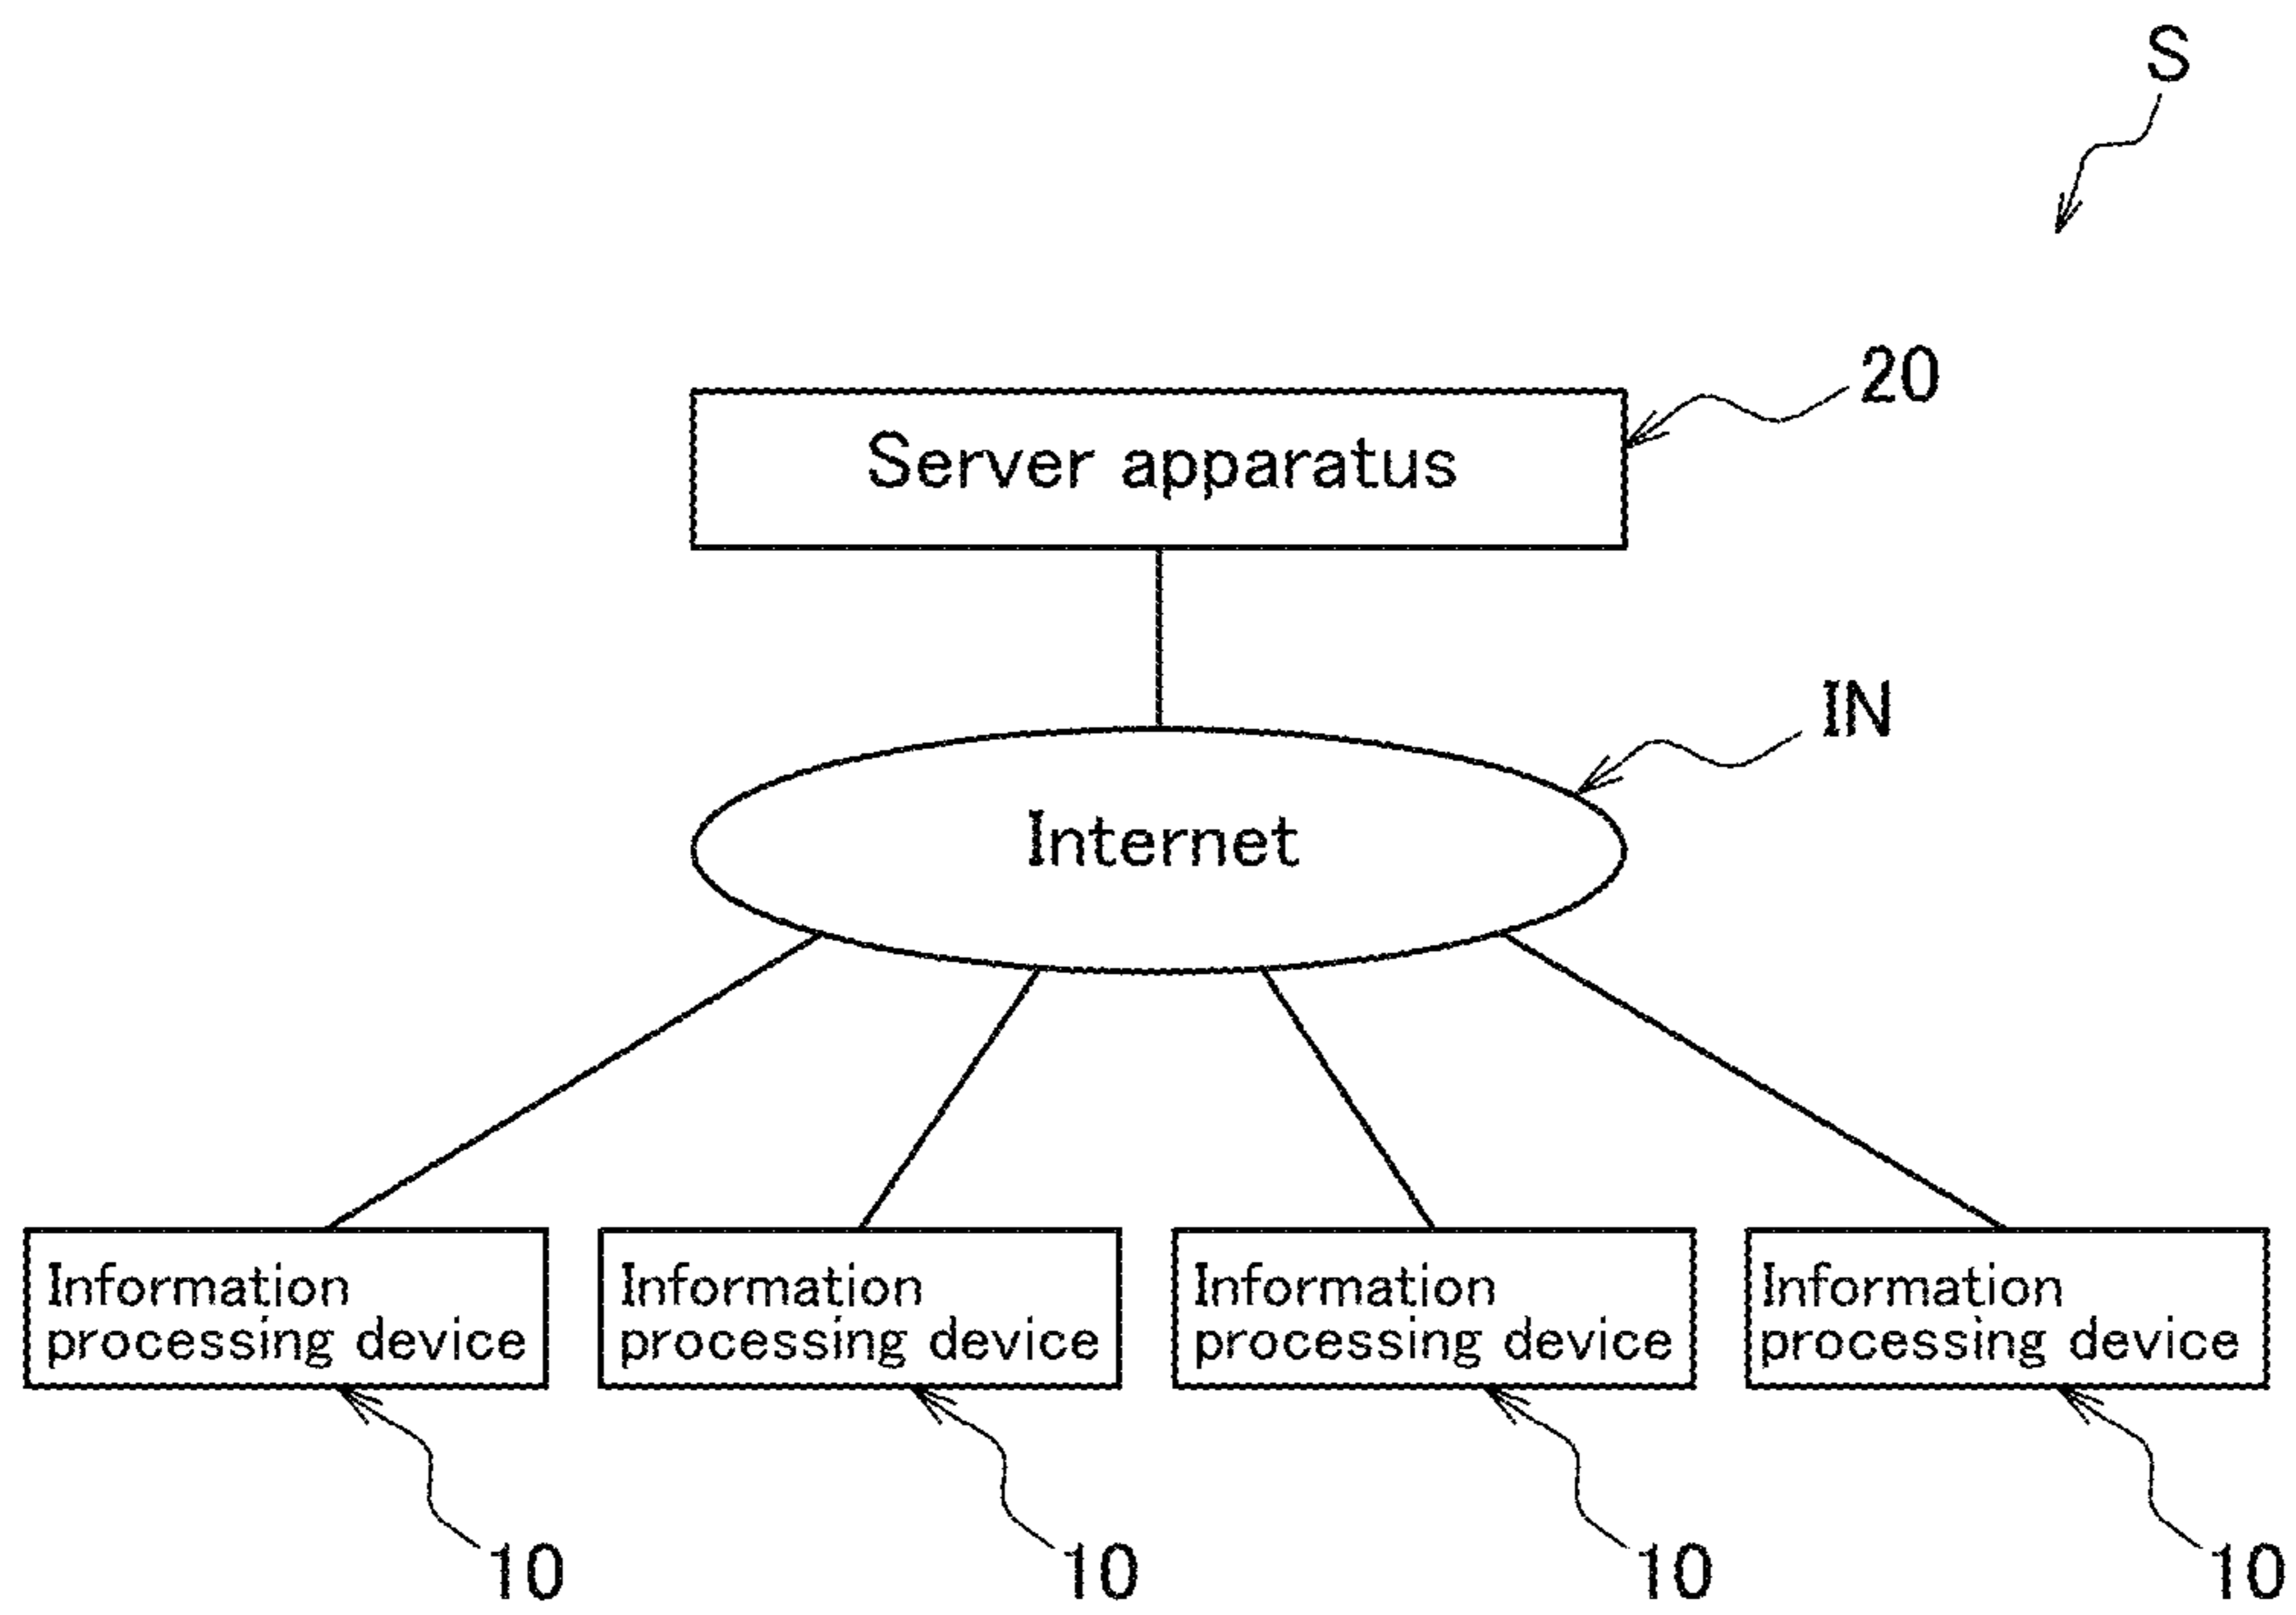 S
20
Server apparatus
IN
Internet
Information
processing device
Information
processing device
Information
processing device
Information
processing device
10
10
10
10